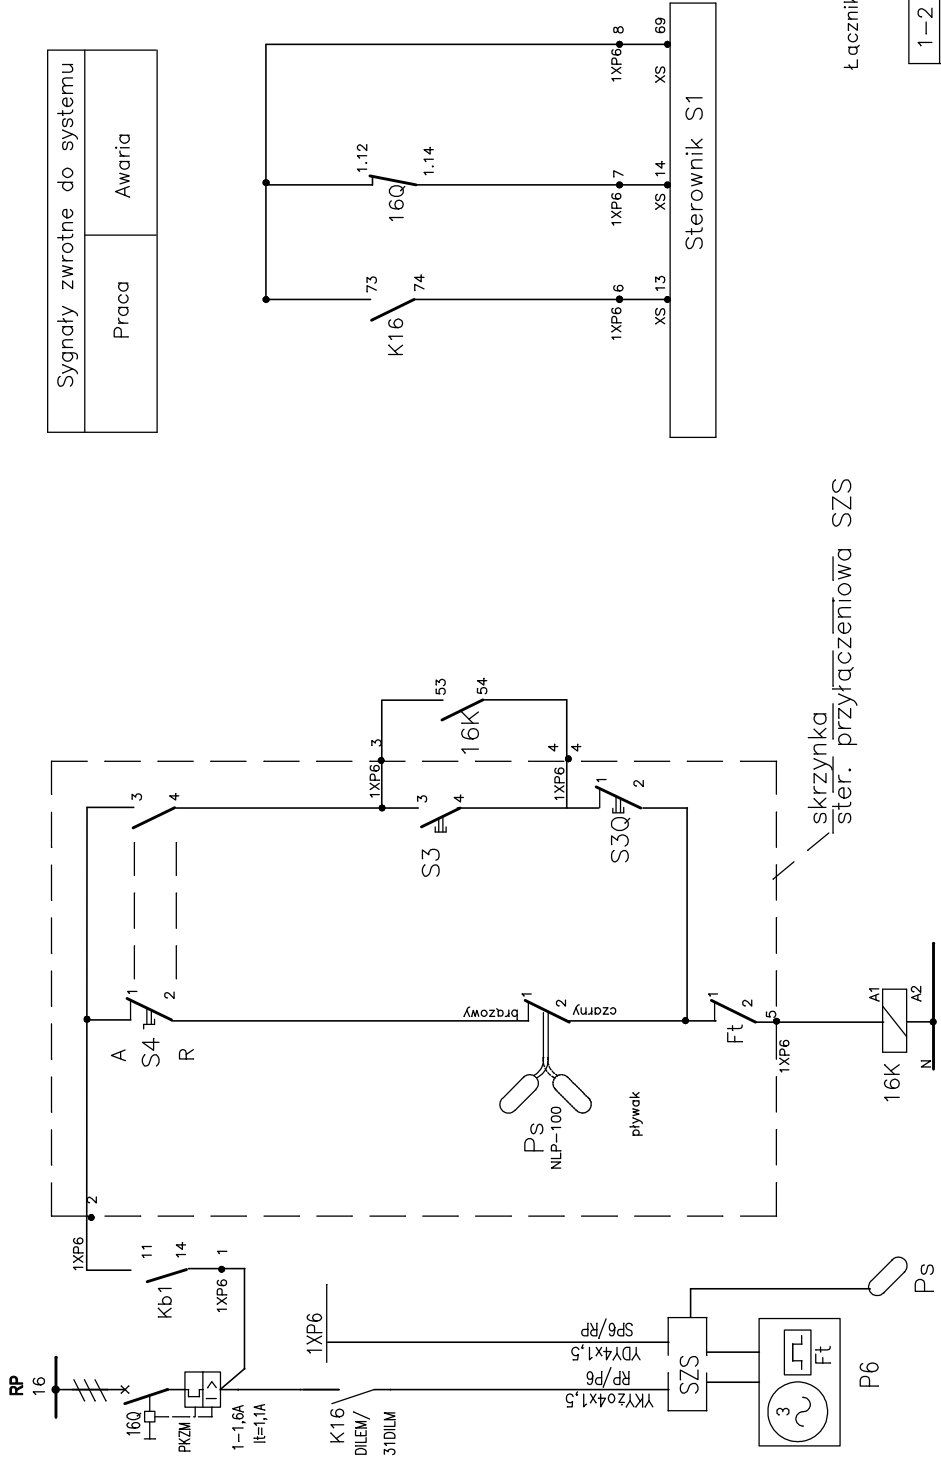 Sygnały zwrotne do systemu
Praca
Awaria
K16
73
74
16Q
1.12
1.14
1XP6 6
1XP6 7
1XP6 8
XS 13
XS 14
XS 69
Sterownik S1
Łącznik
1-2
RP
16
16Q
PKZM
1-1,6A
It=1,1A
K16
DILEM/
31DILM
Kb1
11
14
1XP6 1
1XP6
2
1XP6
YDY4x1,5
SP6/RP
YKYżo4x1,5
RP/P6
SZS
3
Ft
P6
Ps
A
S4
R
1
2
3
4
brązowy
czarny
1
2
Ps
NLP-100
pływak
S3
3
4
1XP6 3
1XP6 4
4
16K
53
54
S3Q
1
2
Ft
1
2
1XP6
5
16K
A1
A2
N
skrzynka
ster. przyłączeniowa SZS